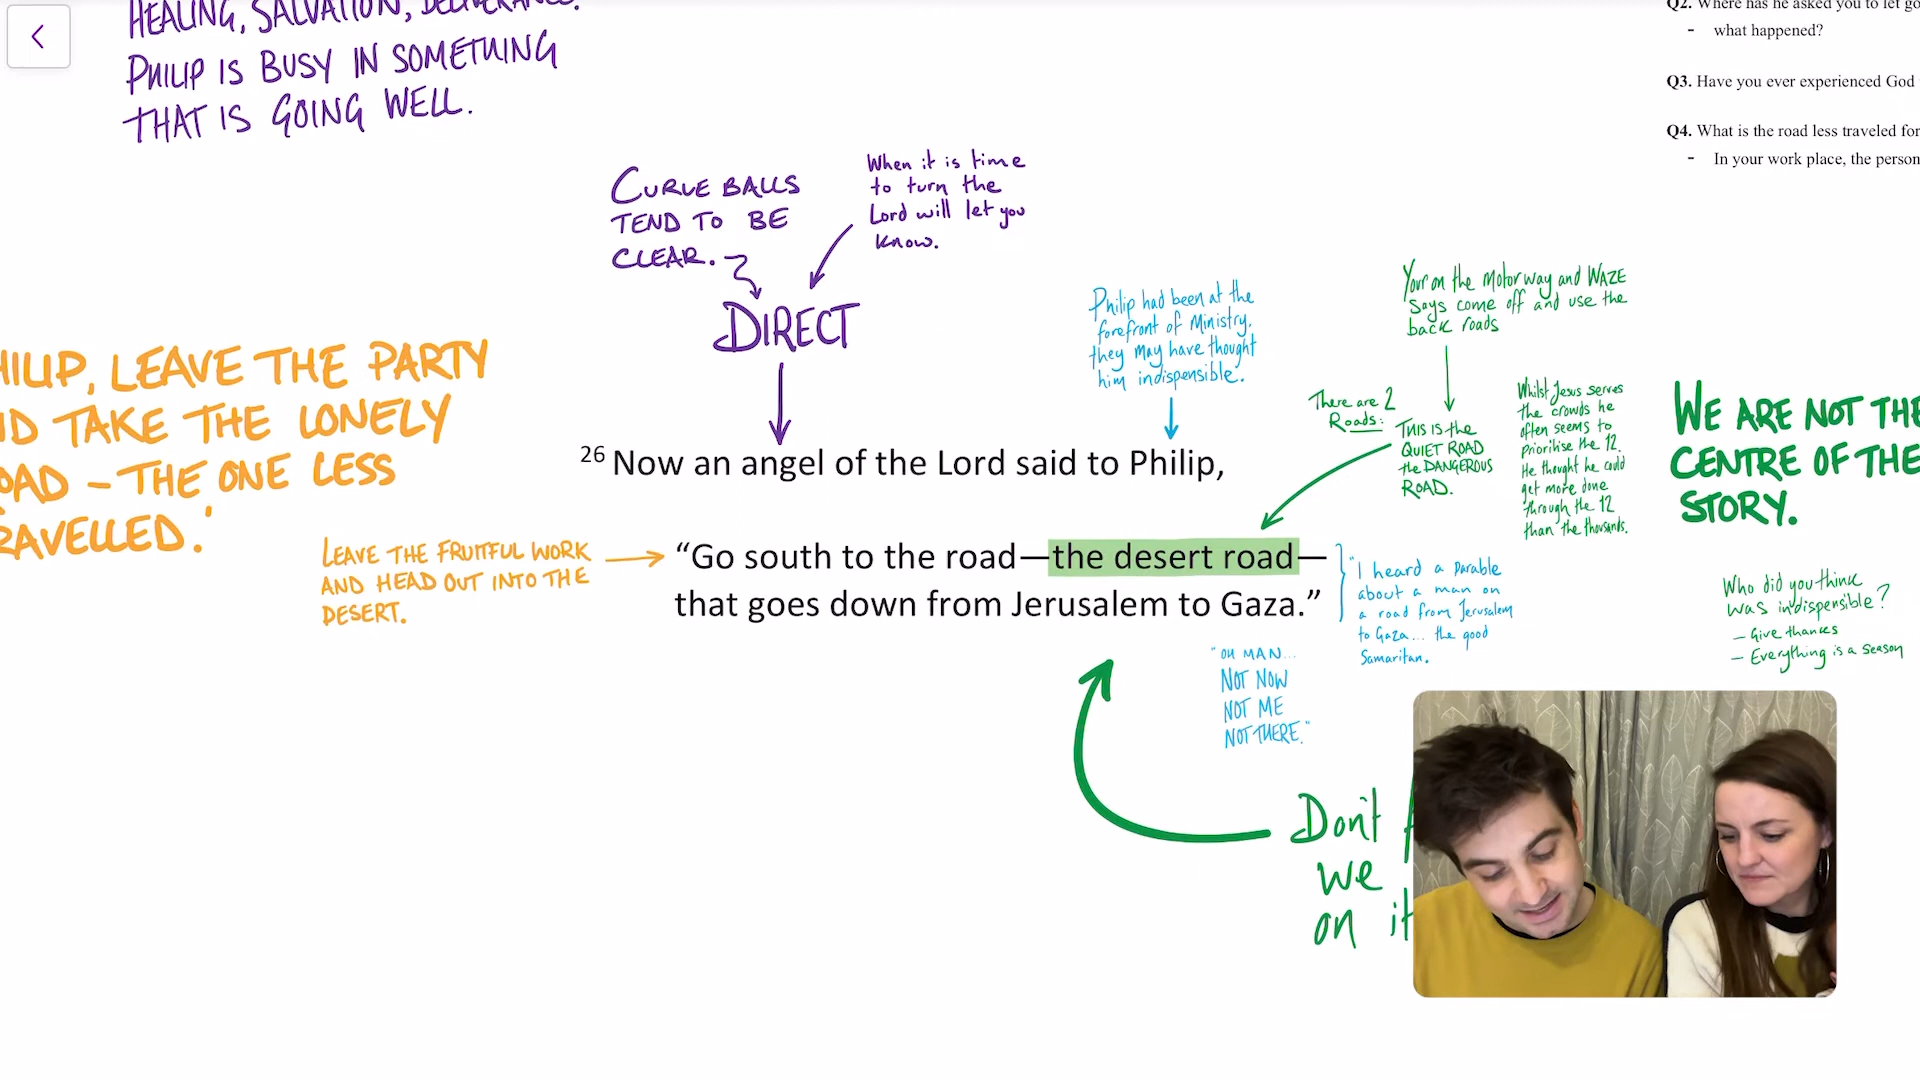 HEALING, SALVATION, DELIVERANCE.
PHILIP IS BUSY IN SOMETHING
THAT IS GOING WELL.
Q2. Where has he asked you to let go
- what happened?
Q3. Have you ever experienced God
Q4. What is the road less traveled for
- In your work place, the person
CURVE BALLS
TEND TO BE
CLEAR.
When it is time
to turn the
Lord will let you
know.
DIRECT
Philip had been at the
forefront of Ministry.
they may have thought
him indispensible.
Your on the Motorway and WAZE
says come off and use the
back roads
There are 2
Roads:
THIS IS the
QUIET ROAD
the DANGEROUS
ROAD.
Whilst Jesus serves
the crowds he
often seems to
prioritise the 12.
He thought he could
get more done
through the 12
than the thousands.
WE ARE NOT THE
CENTRE OF THE
STORY.
HILIP, LEAVE THE PARTY
ND TAKE THE LONELY
OAD - THE ONE LESS
RAVELLED.'
26 Now an angel of the Lord said to Philip,
LEAVE THE FRUITFUL WORK
AND HEAD OUT INTO THE
DESERT.
“Go south to the road—the desert road—
that goes down from Jerusalem to Gaza.”
"I heard a parable
about a man on
a road from Jerusalem
to Gaza... the good
Samaritan.
"OH MAN...
NOT NOW
NOT ME
NOT THERE."
Who did you think
was indispensible?
- Give thanks
- Everything is a season
Don't
we
on it